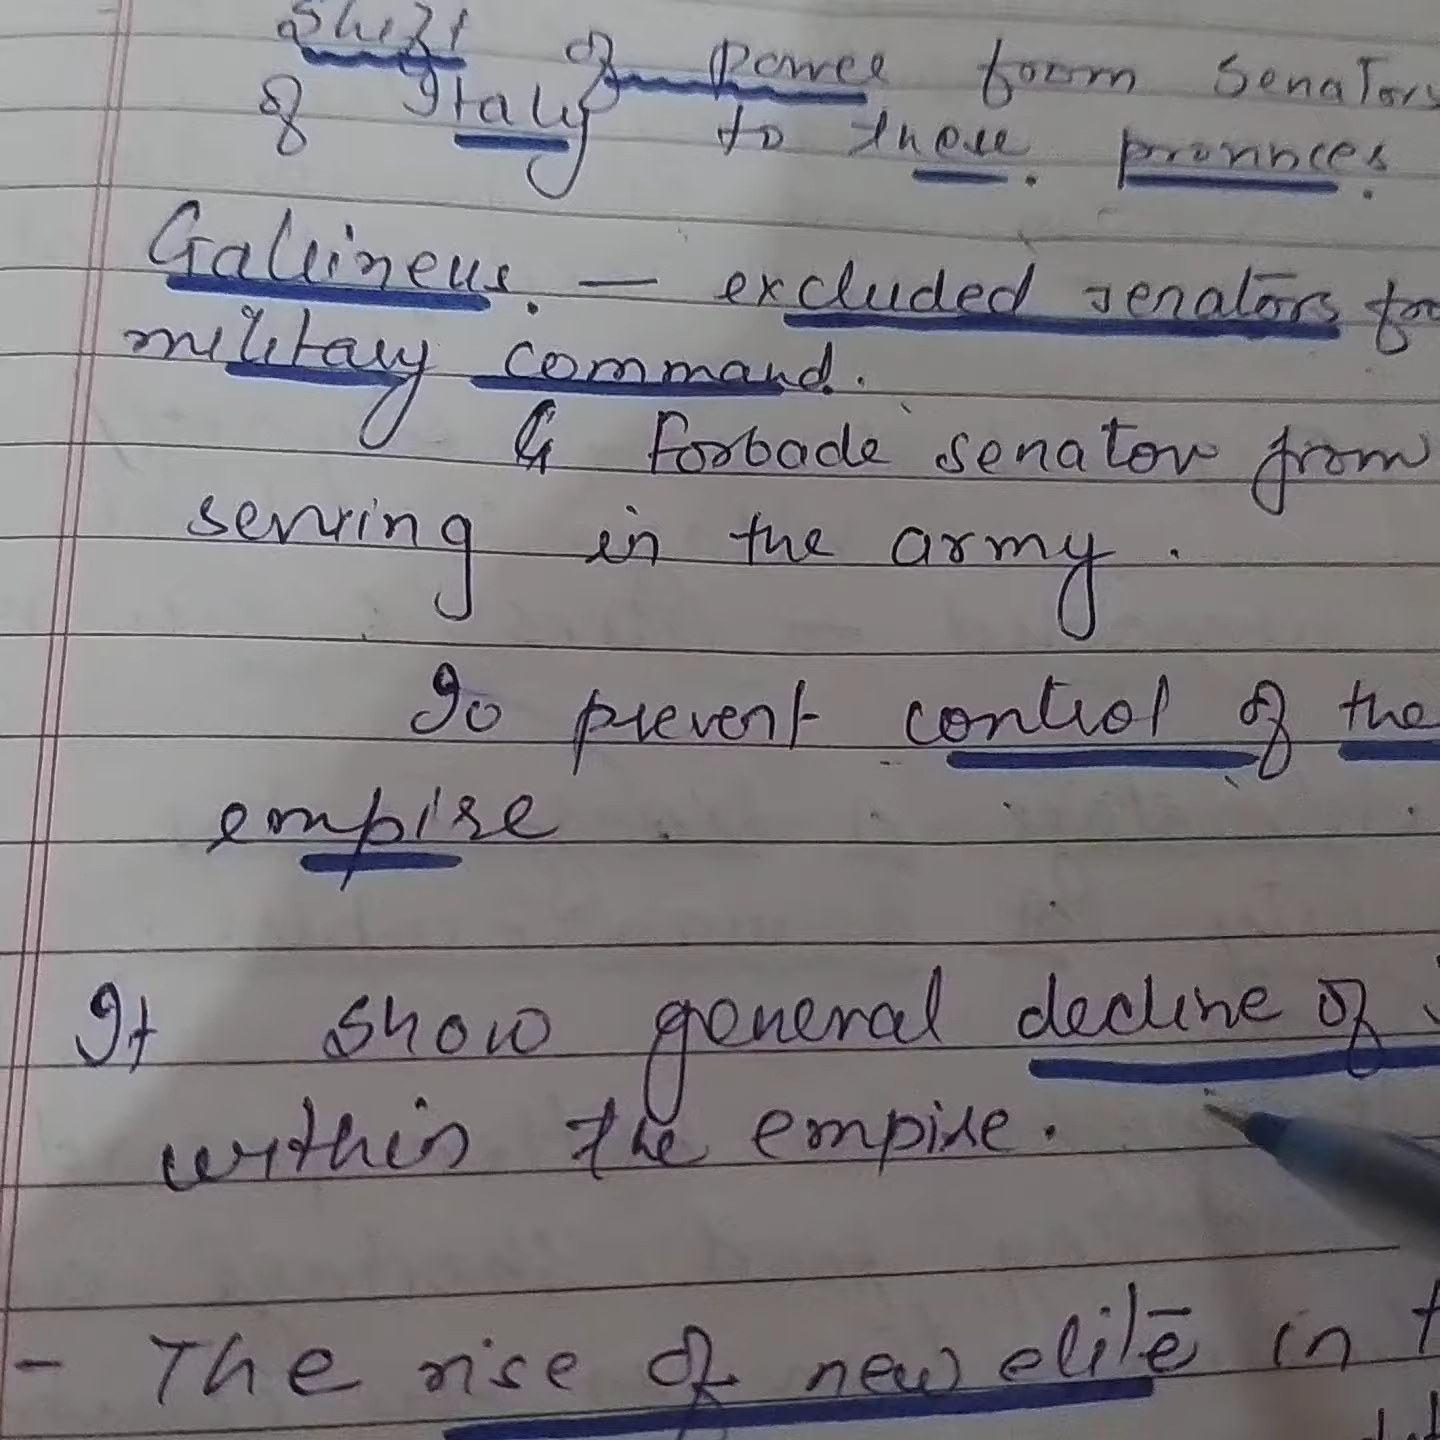 Shift of power form senators
of Italy to these. provinces.
Gallineus. — excluded senators
military command.
↳ Forbade senator from
serving in the army.
To prevent control of the
empire
It show general decline of
within the empire.
- The rise of new elite in